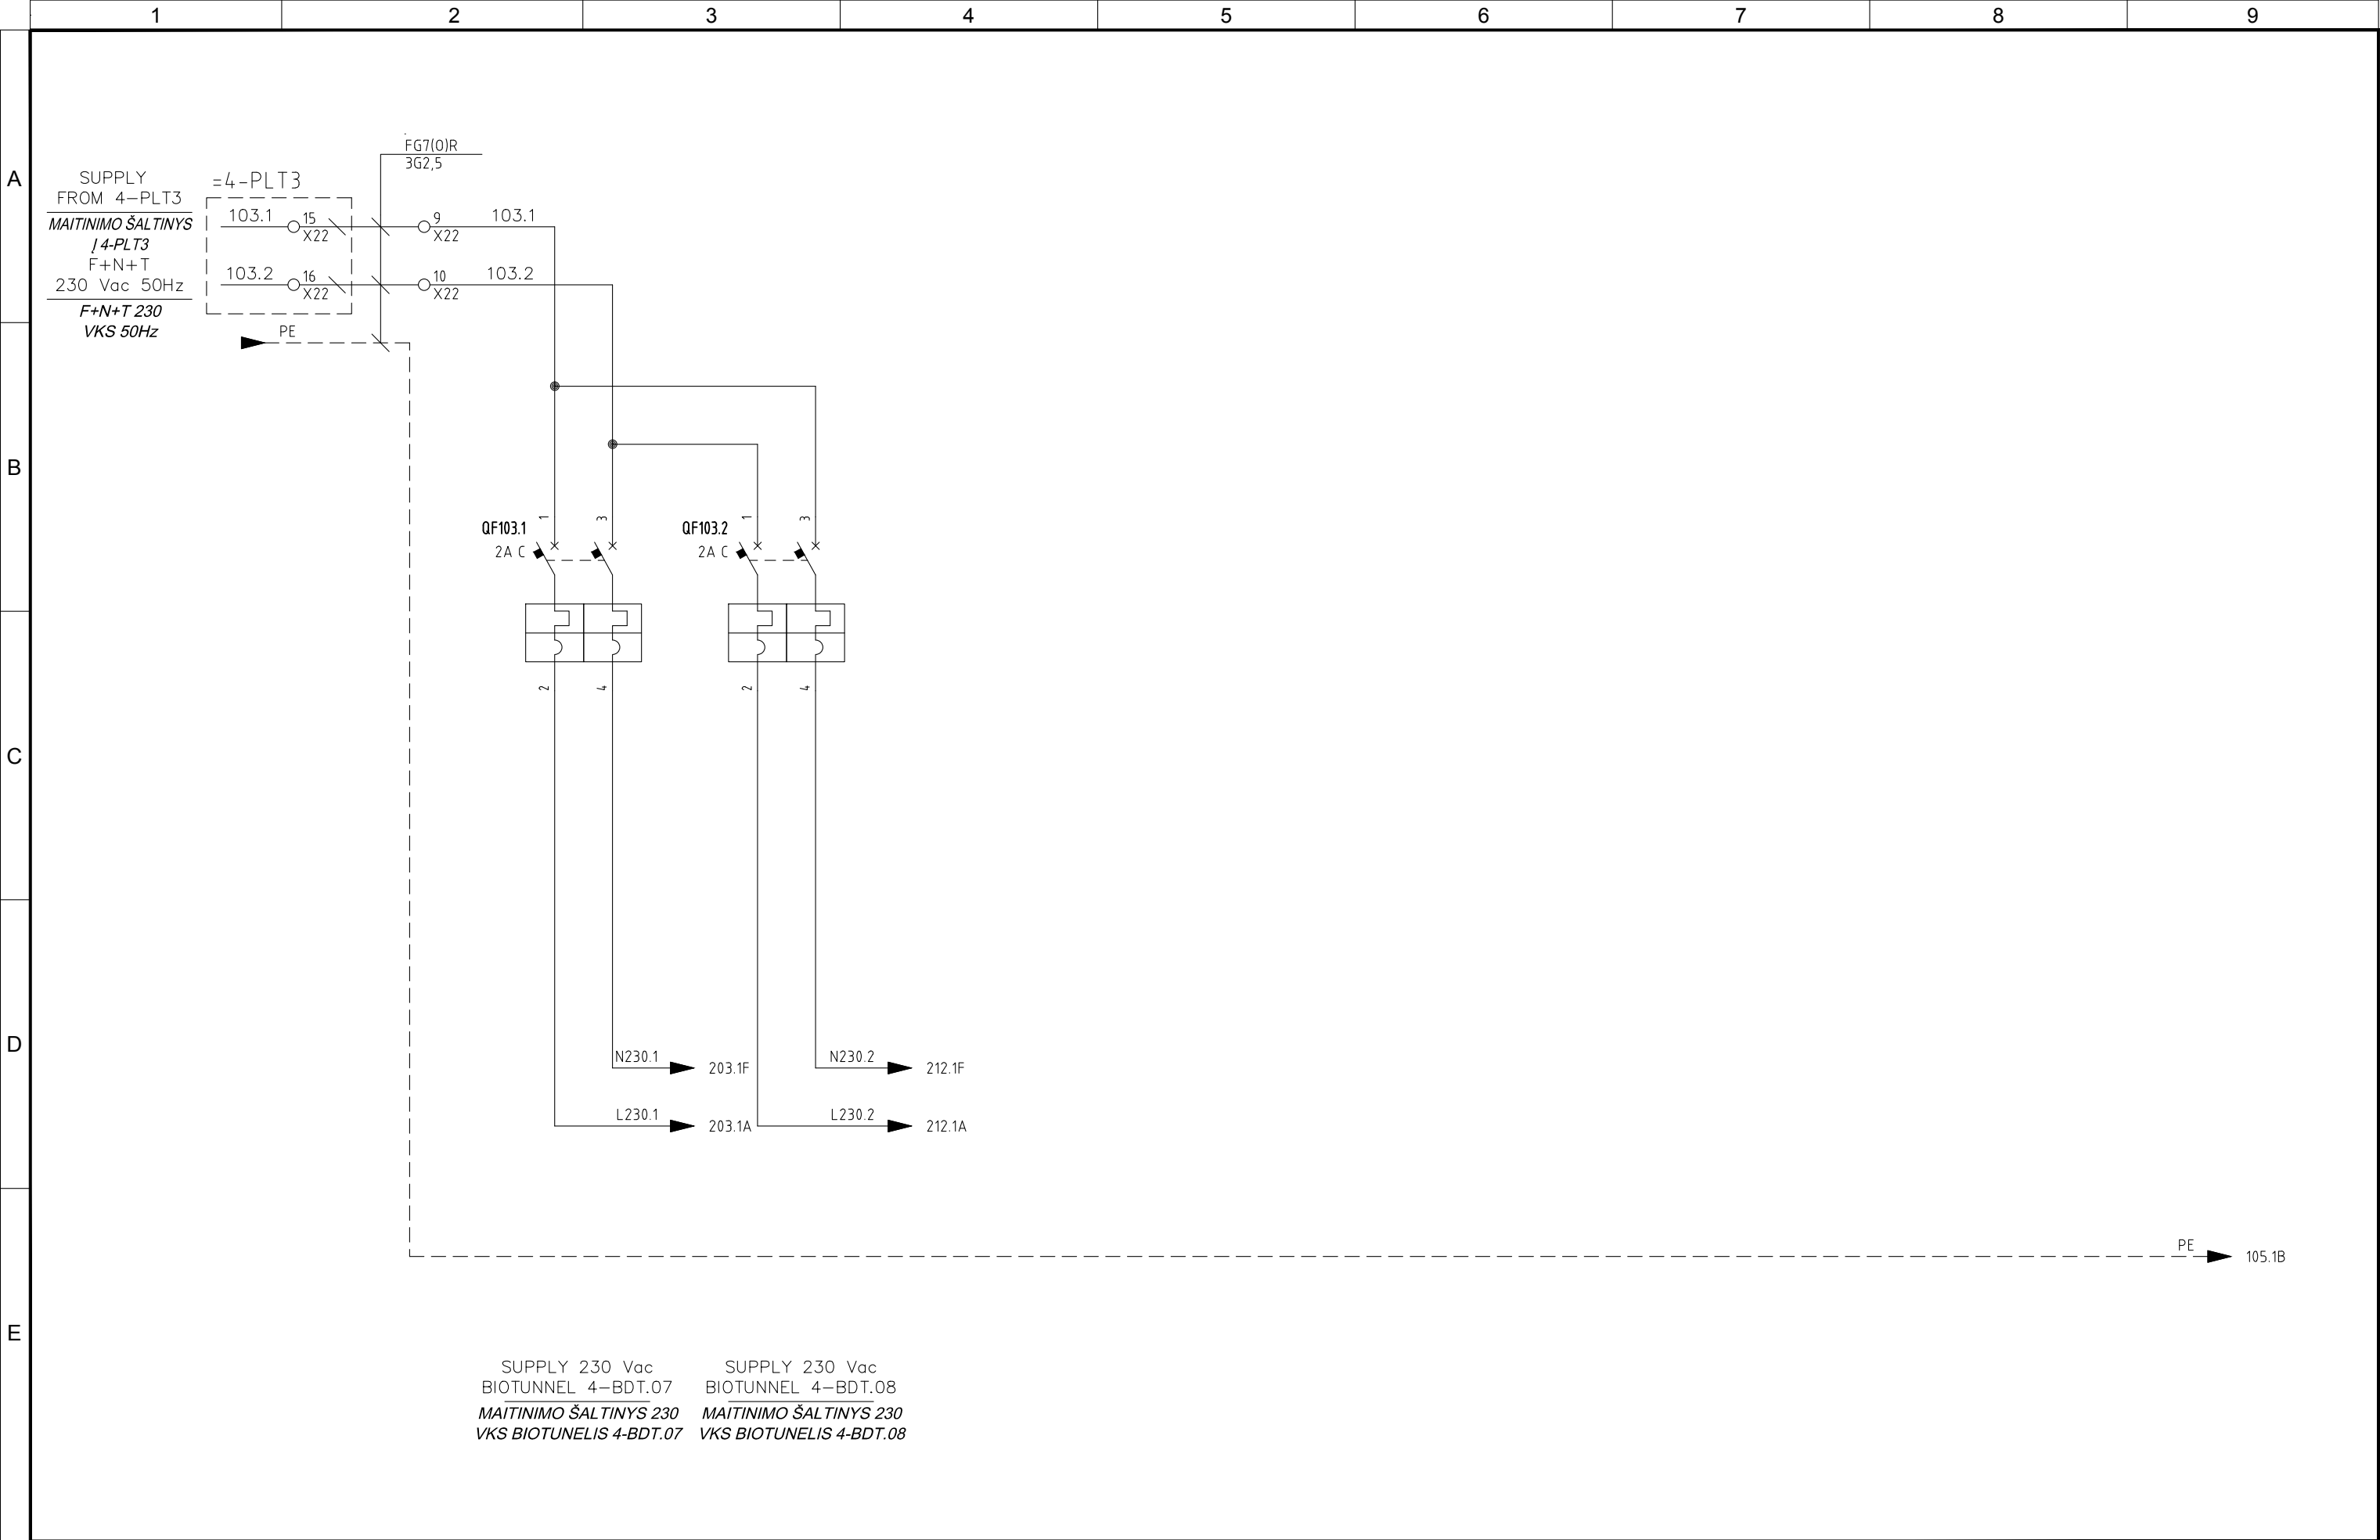 1 2 3 4 5 6 7 8 9
A
B
C
D
E
FG7(O)R
3G2,5
SUPPLY
FROM 4-PLT3
MAITINIMO ŠALTINYS
Į 4-PLT3
F+N+T
230 Vac 50Hz
F+N+T 230
VKS 50Hz
=4-PLT3
103.1 15 X22 9 X22 103.1
103.2 16 X22 10 X22 103.2
PE
QF103.1 1 3
2A C
2 4
QF103.2 1 3
2A C
2 4
N230.1 203.1F N230.2 212.1F
L230.1 203.1A L230.2 212.1A
PE 105.1B
SUPPLY 230 Vac
BIOTUNNEL 4-BDT.07
MAITINIMO ŠALTINYS 230
VKS BIOTUNELIS 4-BDT.07
SUPPLY 230 Vac
BIOTUNNEL 4-BDT.08
MAITINIMO ŠALTINYS 230
VKS BIOTUNELIS 4-BDT.08